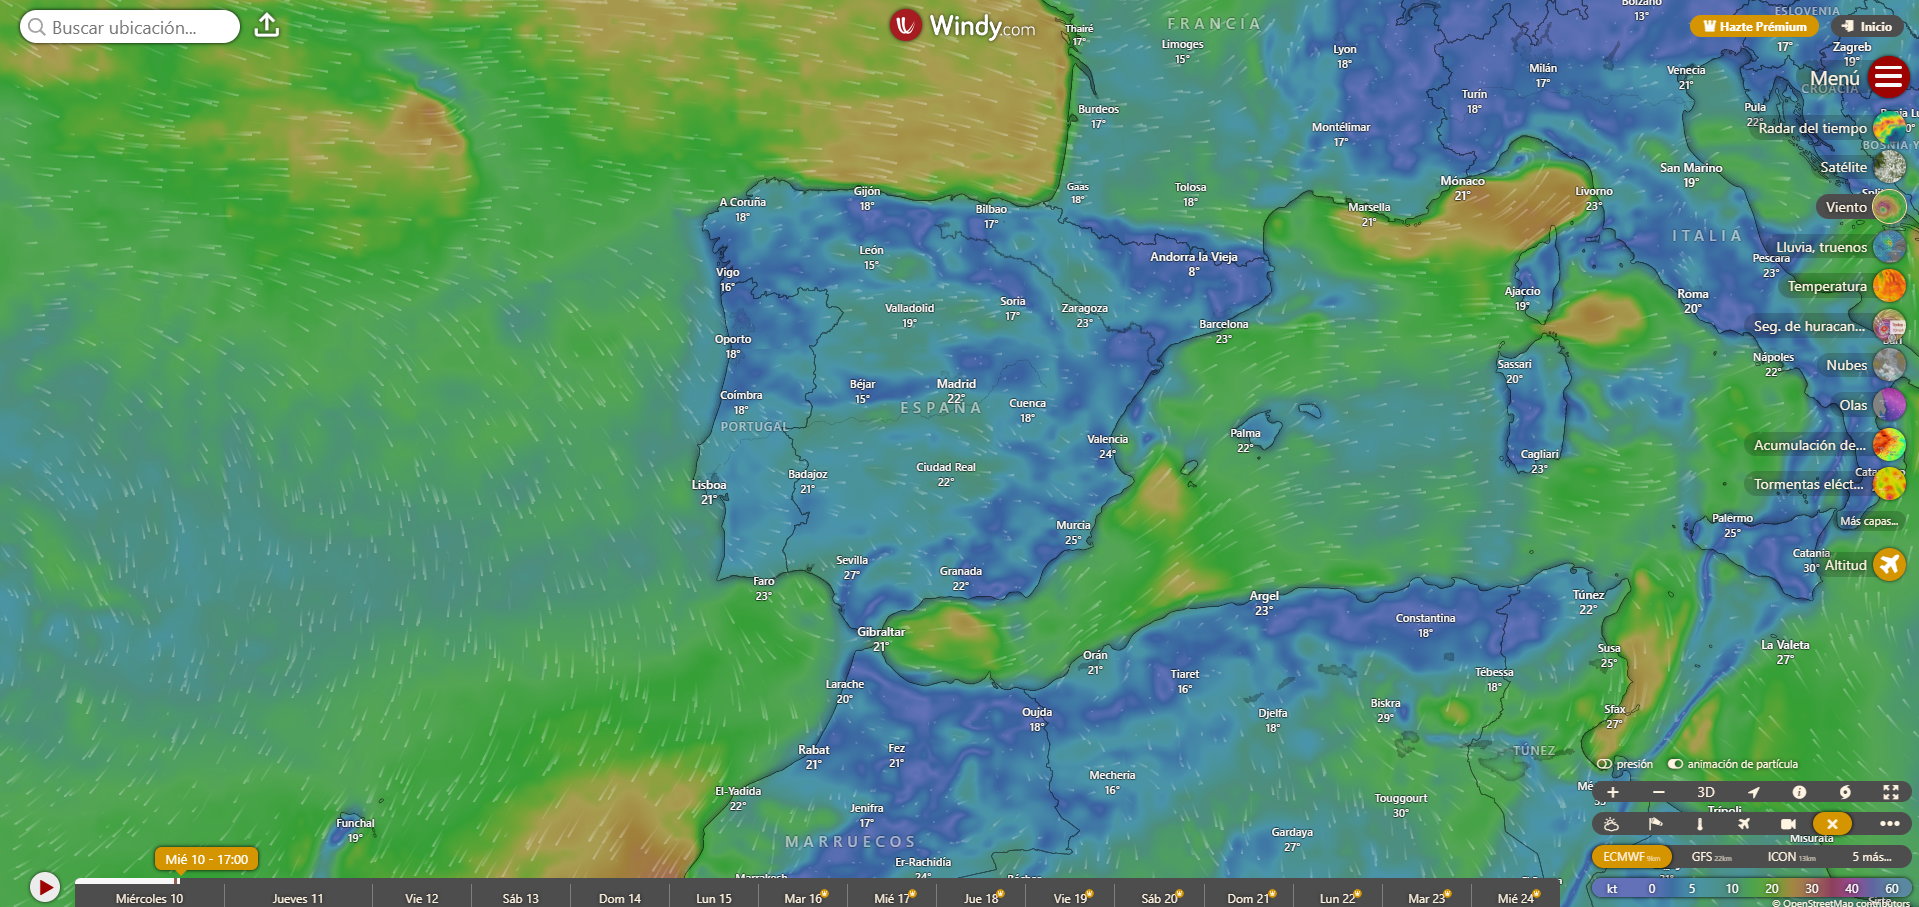 Buscar ubicación...
Windy.com
Hazte Prémium
Inicio
Menú
Radar del tiempo
Satélite
Viento
Lluvia, truenos
Temperatura
Seg. de huracan...
Nubes
Olas
Acumulación de...
Tormentas eléct...
Más capas...
Altitud
FRANCIA
ESLOVENIA
CROACIA
BOSNIA Y
ITALIA
ESPAÑA
PORTUGAL
MARRUECOS
TÚNEZ
Thairé
17°
Limoges
15°
Lyon
18°
Bolzano
13°
Milán
17°
Venecia
21°
17°
Zagreb
19°
Turín
18°
Pula
22°
Burdeos
17°
Montélimar
17°
San Marino
19°
Mónaco
21°
Livorno
23°
Gaas
18°
Tolosa
18°
Marsella
21°
A Coruña
18°
Gijón
18°
Bilbao
17°
León
15°
Andorra la Vieja
8°
Pescara
23°
Vigo
16°
Ajaccio
19°
Roma
20°
Valladolid
19°
Soria
17°
Zaragoza
23°
Barcelona
23°
Oporto
18°
Sassari
20°
Nápoles
22°
Béjar
15°
Madrid
22°
Coímbra
18°
Cuenca
18°
Palma
22°
Valencia
24°
Cagliari
23°
Badajoz
21°
Ciudad Real
22°
Lisboa
21°
Murcia
25°
Palermo
25°
Catania
30°
Sevilla
27°
Granada
22°
Faro
23°
Argel
23°
Túnez
22°
Constantina
18°
Gibraltar
21°
Orán
21°
Susa
25°
La Valeta
27°
Larache
20°
Tiaret
16°
Tébessa
18°
Oujda
18°
Djelfa
18°
Biskra
29°
Sfax
27°
Rabat
21°
Fez
21°
Mecheria
16°
El-Yadida
22°
Jenifra
17°
Touggourt
30°
Funchal
19°
Gardaya
27°
Er-Rachidía
24°
Marrakech
Trípoli
Misurata
presión
animación de partícula
3D
ECMWF 9km
GFS 22km
ICON 13km
5 más...
kt 0 5 10 20 30 40 60
© OpenStreetMap contributors
Mié 10 - 17:00
Miércoles 10
Jueves 11
Vie 12
Sáb 13
Dom 14
Lun 15
Mar 16
Mié 17
Jue 18
Vie 19
Sáb 20
Dom 21
Lun 22
Mar 23
Mié 24